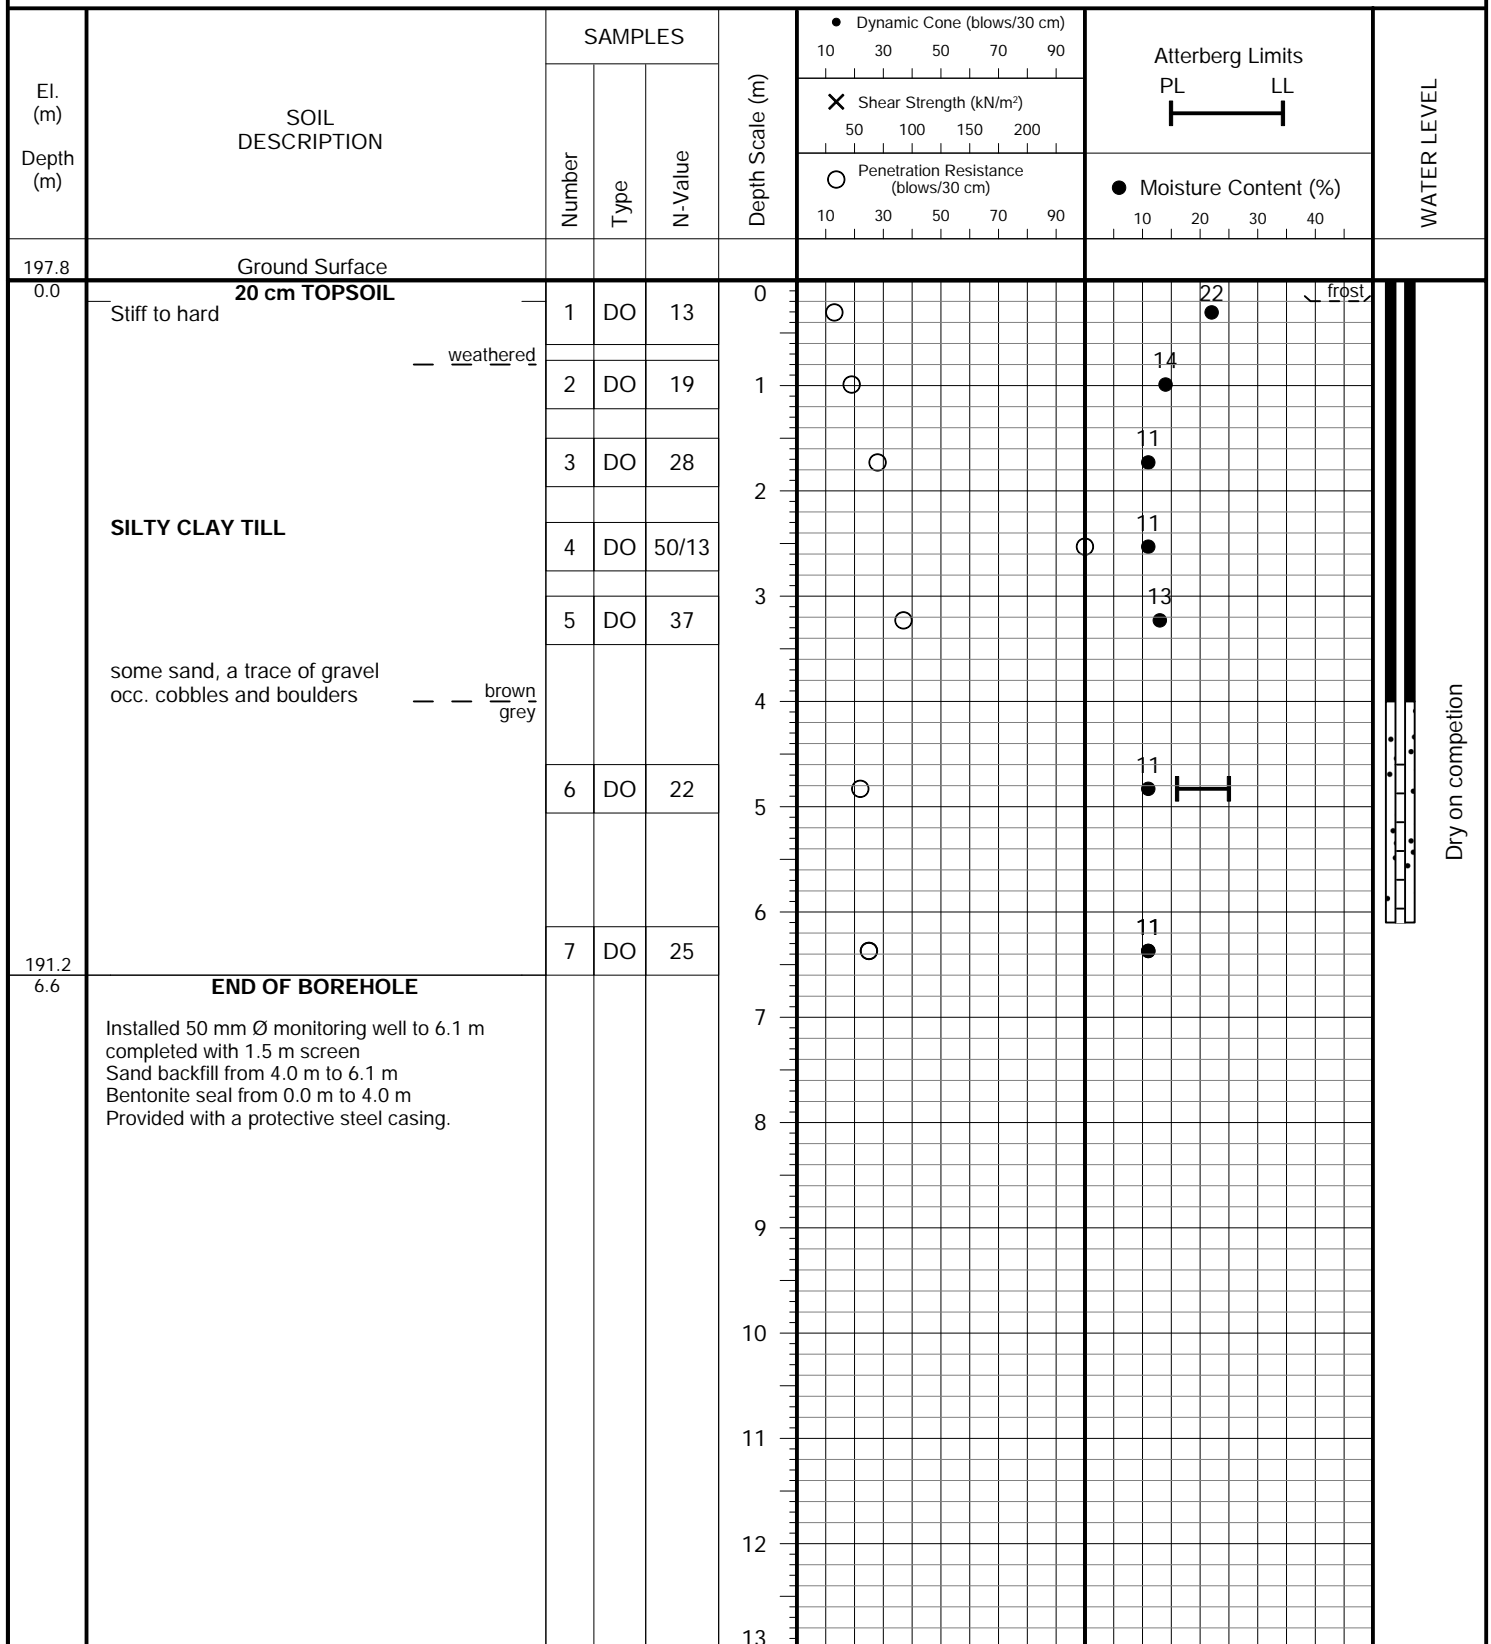 El.
(m)
Depth
(m)
SOIL
DESCRIPTION
SAMPLES
Number
Type
N-Value
Depth Scale (m)
● Dynamic Cone (blows/30 cm)
10 30 50 70 90
✕ Shear Strength (kN/m²)
50 100 150 200
○ Penetration Resistance
(blows/30 cm)
10 30 50 70 90
Atterberg Limits
PL LL
● Moisture Content (%)
10 20 30 40
WATER LEVEL
197.8
Ground Surface
0.0
20 cm TOPSOIL
0
frost
Stiff to hard
1 DO 13
22
weathered
14
2 DO 19
1
11
3 DO 28
2
SILTY CLAY TILL
11
4 DO 50/13
3
13
5 DO 37
some sand, a trace of gravel
occ. cobbles and boulders
brown
grey
4
Dry on competion
11
6 DO 22
5
6
11
7 DO 25
191.2
6.6
END OF BOREHOLE
Installed 50 mm Ø monitoring well to 6.1 m
completed with 1.5 m screen
Sand backfill from 4.0 m to 6.1 m
Bentonite seal from 0.0 m to 4.0 m
Provided with a protective steel casing.
7
8
9
10
11
12
13